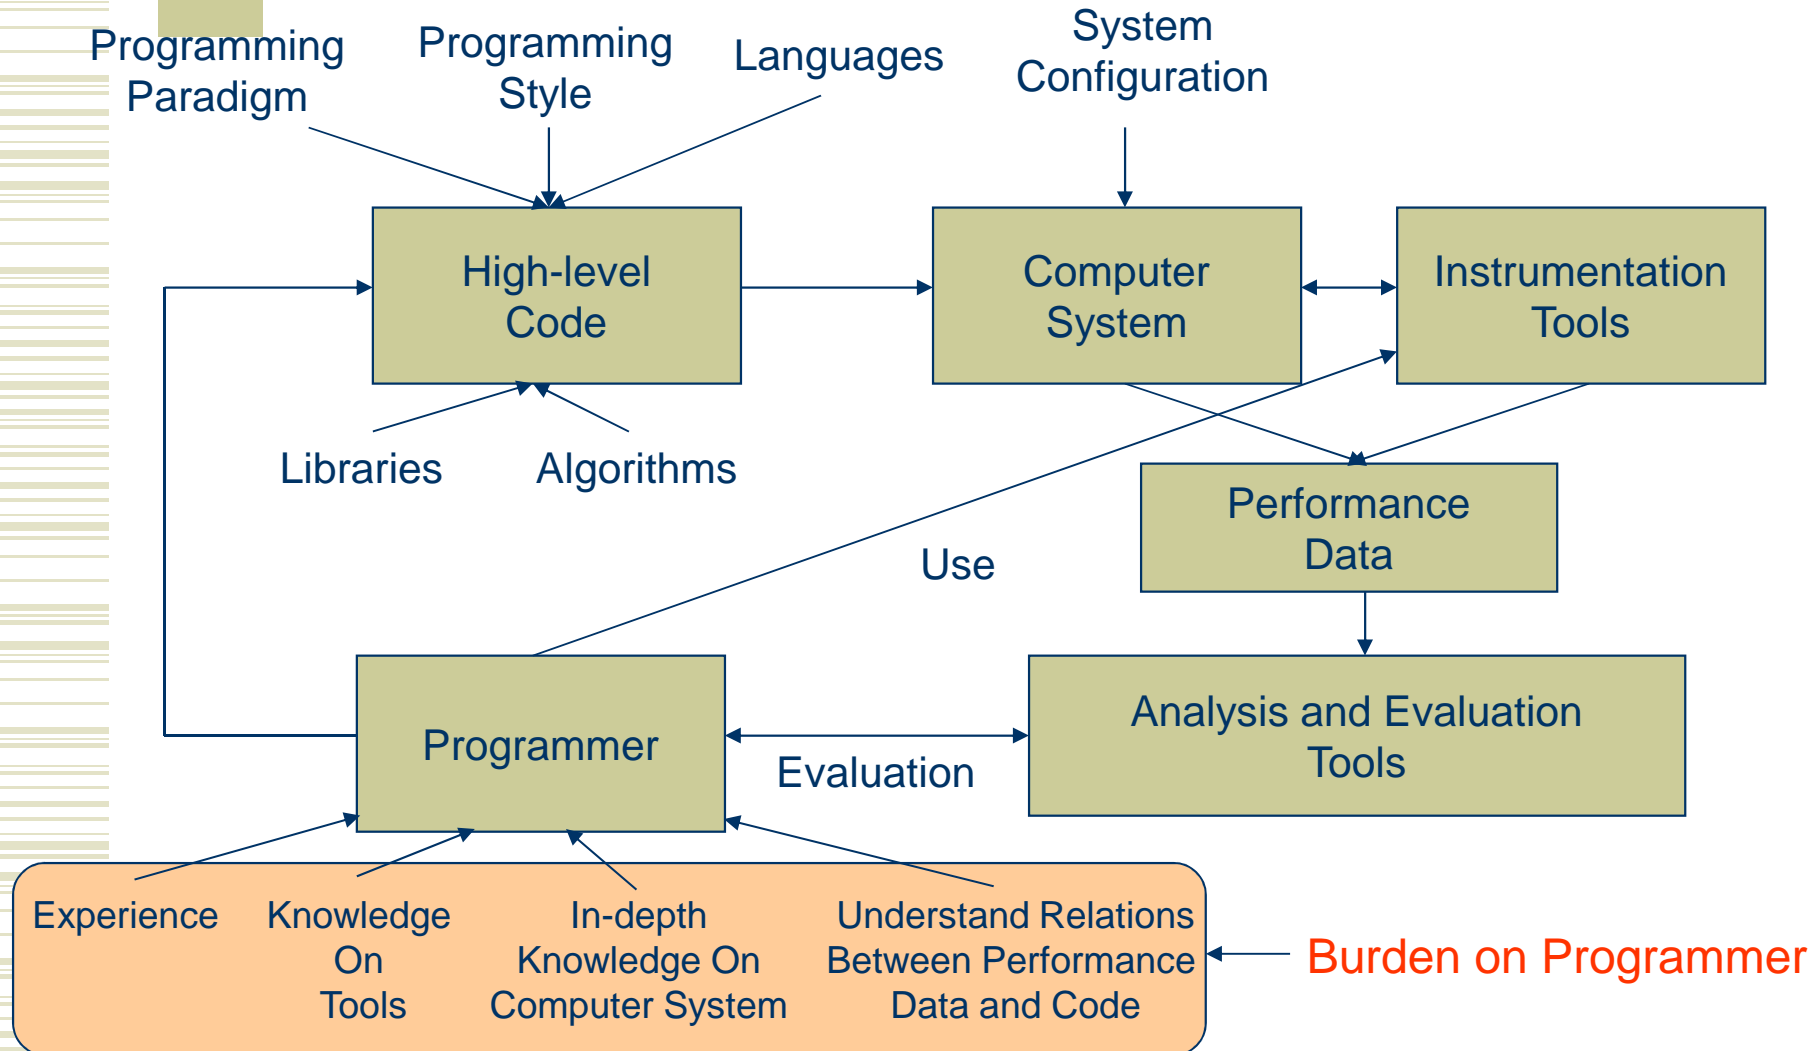 Programming
Paradigm
Programming
Style
Languages
System
Configuration
High-level
Code
Computer
System
Instrumentation
Tools
Libraries
Algorithms
Performance
Data
Use
Programmer
Evaluation
Analysis and Evaluation
Tools
Experience
Knowledge
On
Tools
In-depth
Knowledge On
Computer System
Understand Relations
Between Performance
Data and Code
Burden on Programmer